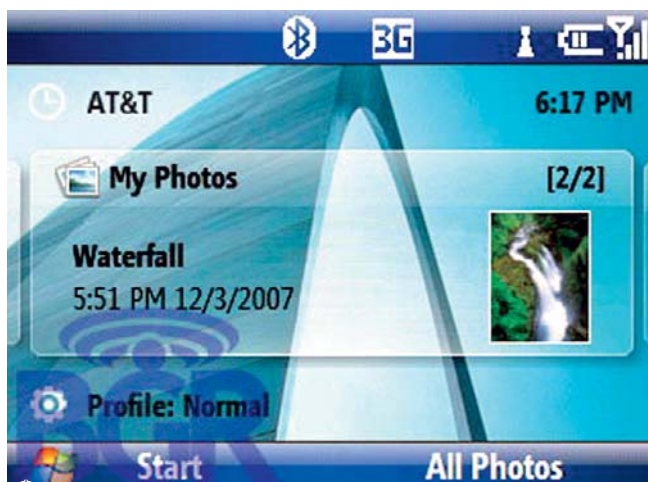 3G
AT&T 6:17 PM
My Photos [2/2]
Waterfall
5:51 PM 12/3/2007
BGR
Profile: Normal
Start All Photos